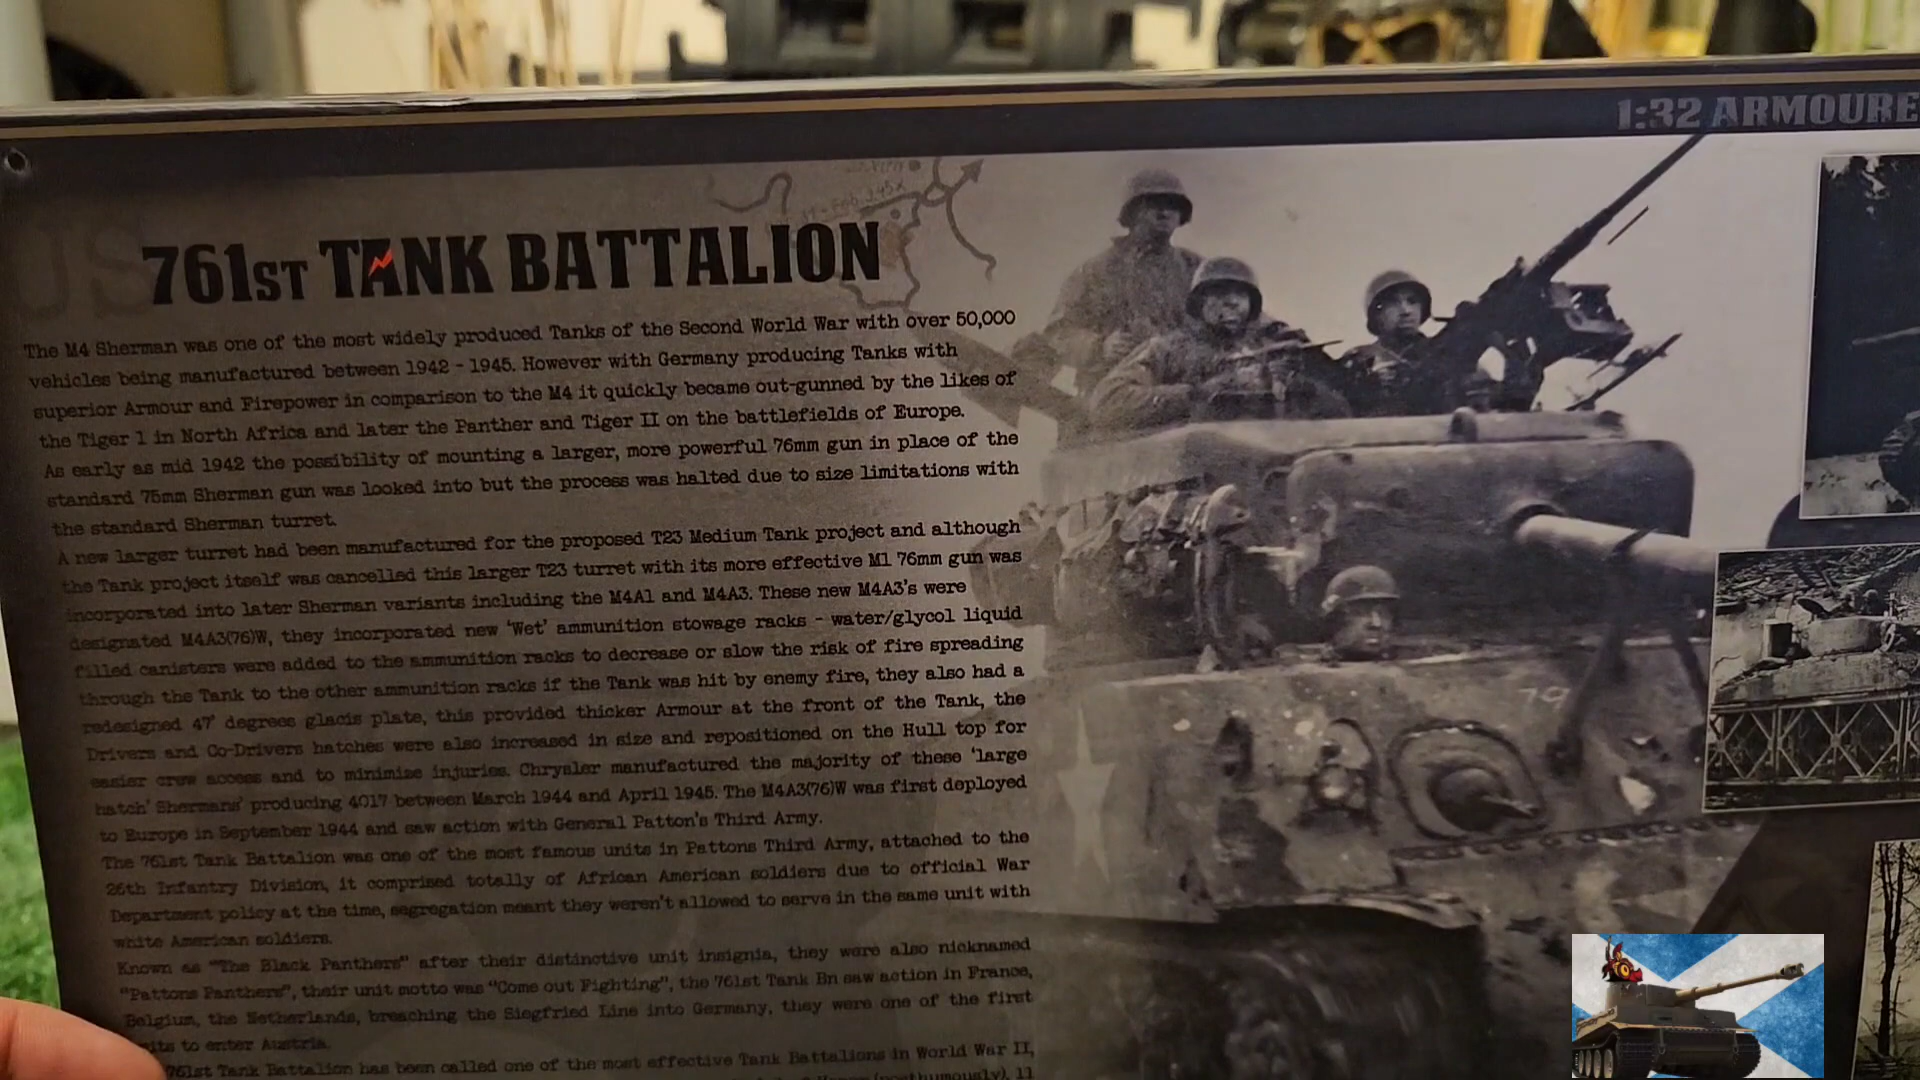 1:32 ARMOURE
761ST TANK BATTALION
The M4 Sherman was one of the most widely produced Tanks of the Second World War with over 50,000
vehicles being manufactured between 1942 - 1945. However with Germany producing Tanks with
superior Armour and Firepower in comparison to the M4 it quickly became out-gunned by the likes of
the Tiger 1 in North Africa and later the Panther and Tiger II on the battlefields of Europe.
As early as mid 1942 the possibility of mounting a larger, more powerful 76mm gun in place of the
standard 75mm Sherman gun was looked into but the process was halted due to size limitations with
the standard Sherman turret.
A new larger turret had been manufactured for the proposed T23 Medium Tank project and although
the Tank project itself was cancelled this larger T23 turret with its more effective M1 76mm gun was
incorporated into later Sherman variants including the M4A1 and M4A3. These new M4A3's were
designated M4A3(76)W, they incorporated new 'Wet' ammunition stowage racks - water/glycol liquid
filled canisters were added to the ammunition racks to decrease or slow the risk of fire spreading
through the Tank to the other ammunition racks if the Tank was hit by enemy fire, they also had a
redesigned 47° degrees glacis plate, this provided thicker Armour at the front of the Tank, the
Drivers and Co-Drivers hatches were also increased in size and repositioned on the Hull top for
easier crew access and to minimize injuries. Chrysler manufactured the majority of these 'large
hatch' Shermans' producing 4017 between March 1944 and April 1945. The M4A3(76)W was first deployed
to Europe in September 1944 and saw action with General Patton's Third Army.
The 761st Tank Battalion was one of the most famous units in Pattons Third Army, attached to the
26th Infantry Division, it comprised totally of African American soldiers due to official War
Department policy at the time, segregation meant they weren't allowed to serve in the same unit with
white American soldiers.
Known as "The Black Panthers" after their distinctive unit insignia, they were also nicknamed
"Pattons Panthers", their unit motto was "Come out Fighting", the 761st Tank Bn saw action in France,
Belgium, the Netherlands, breaching the Siegfried Line into Germany, they were one of the first
to enter Austria.
761st Tank Battalion has been called one of the most effective Tank Battalions in World War II,
(posthumously), 11
79